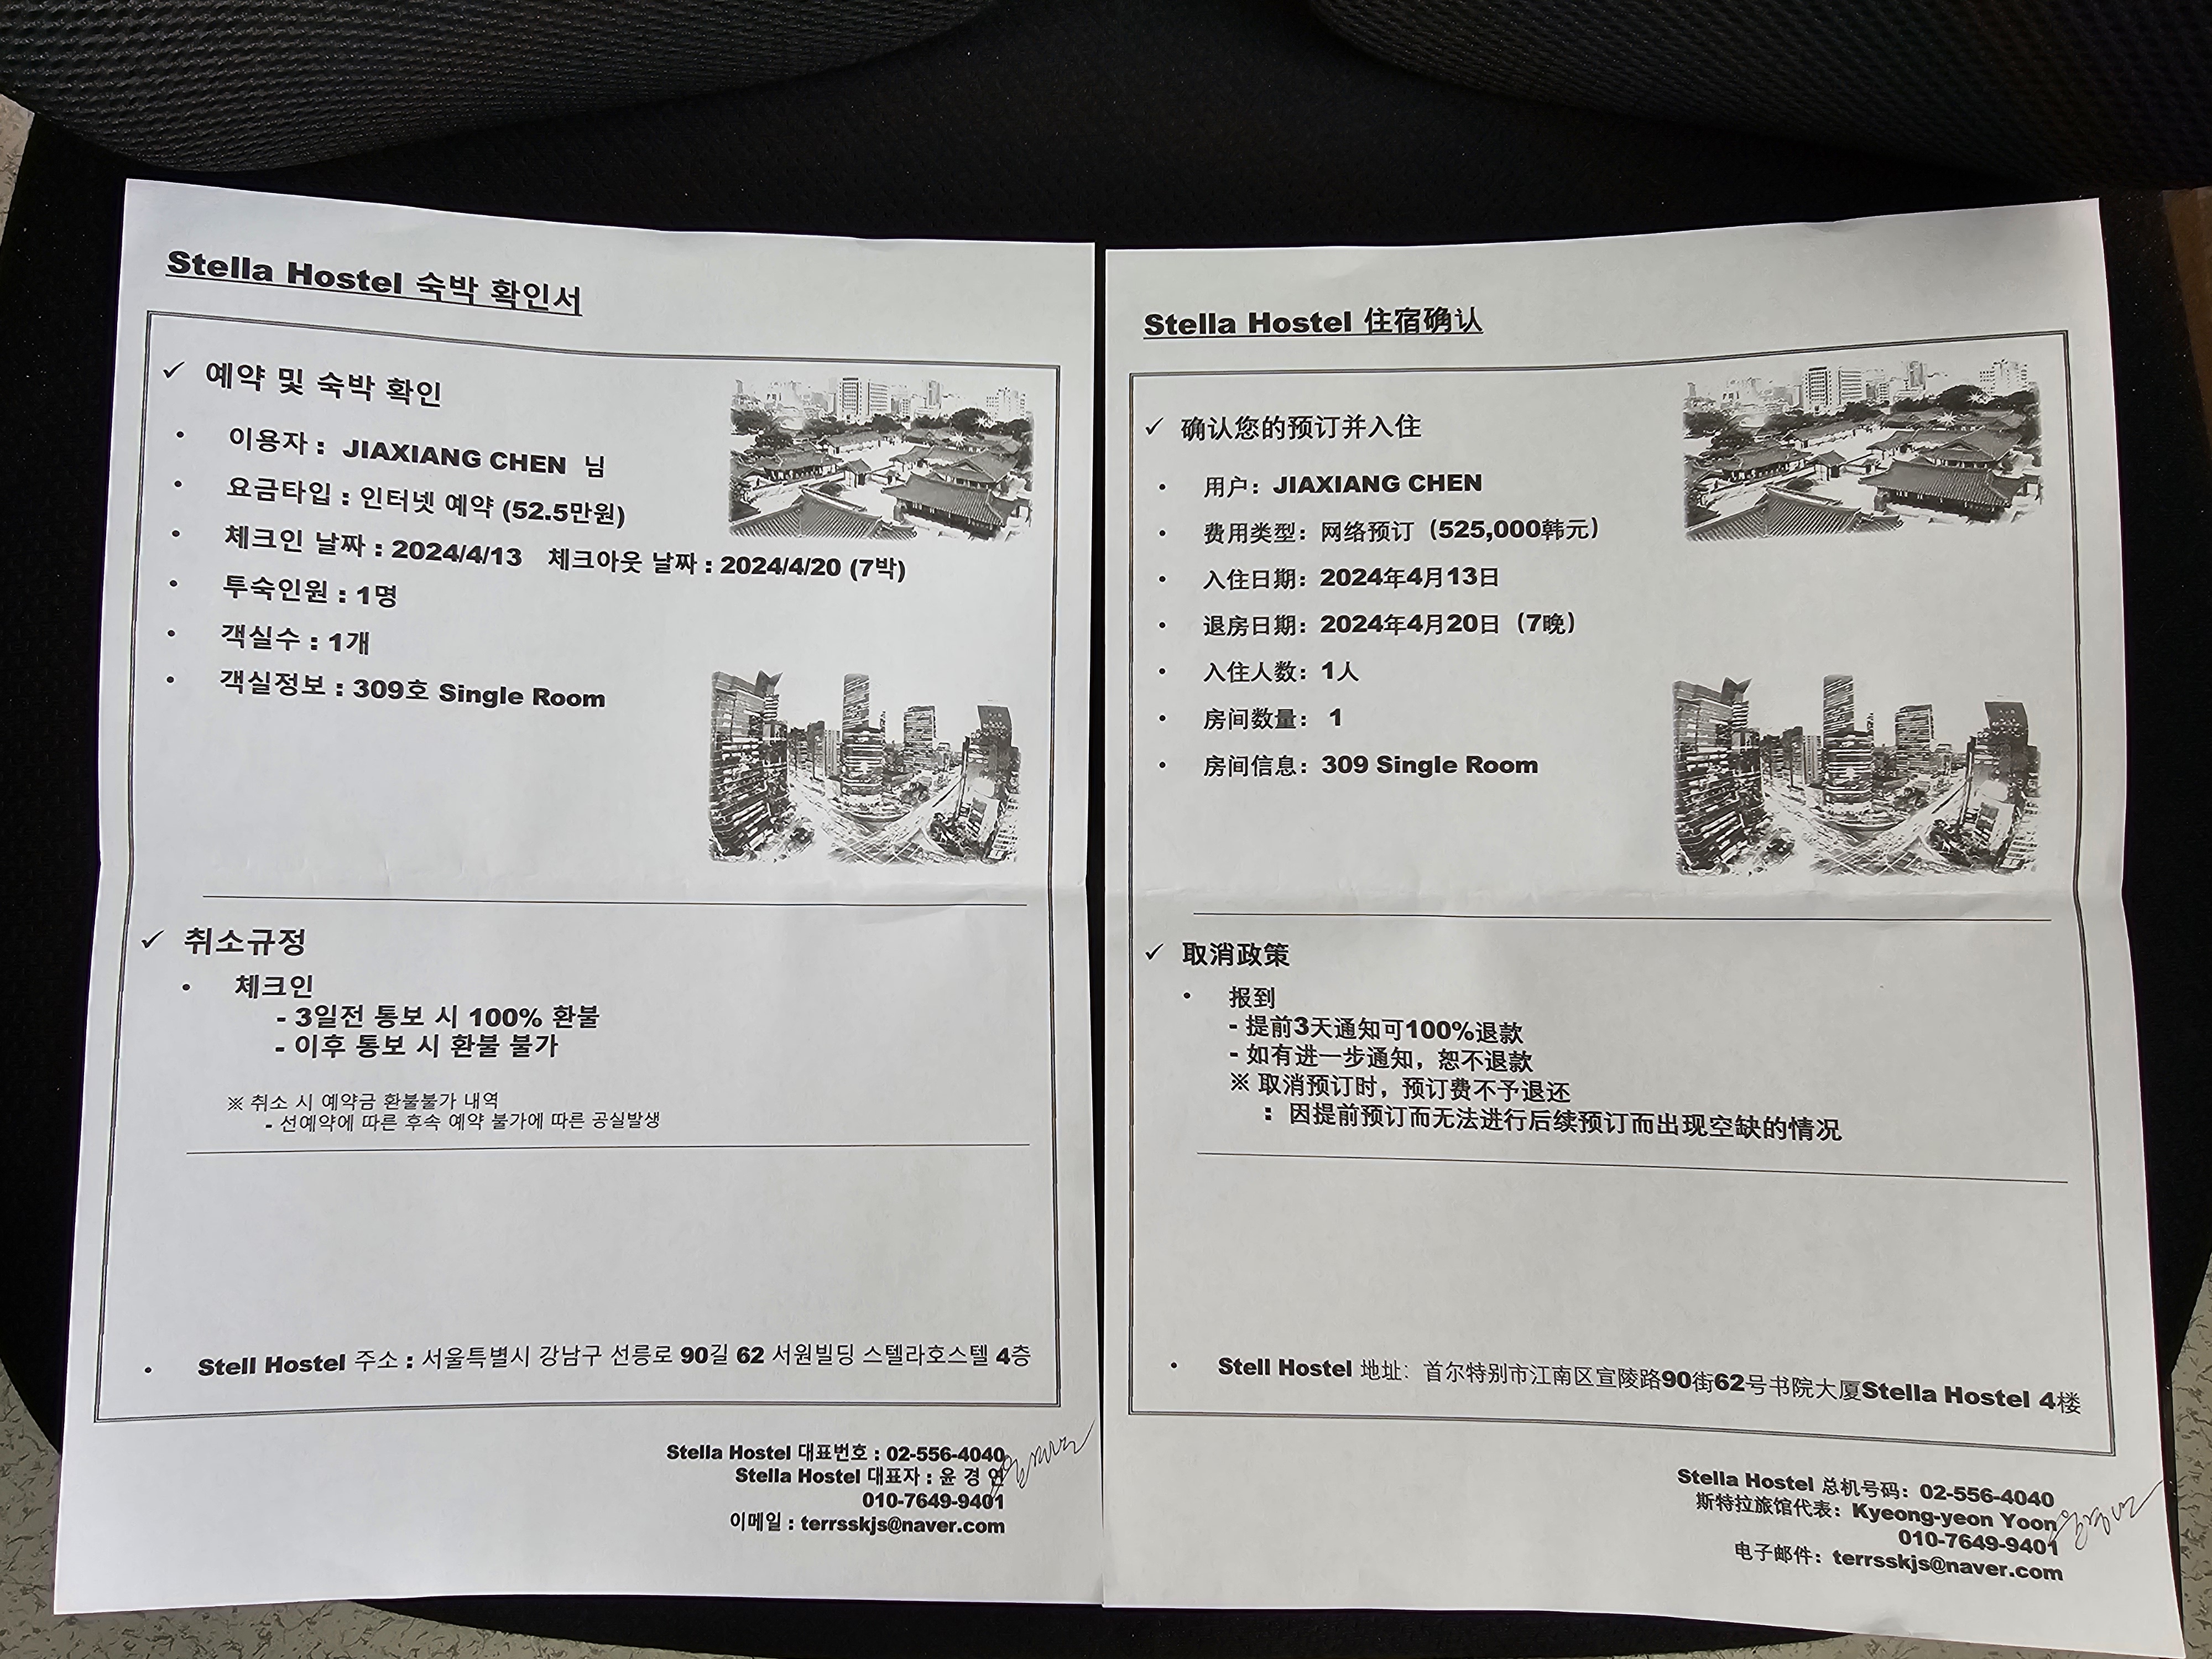 Stella Hostel 숙박 확인서
✓ 예약 및 숙박 확인
• 이용자 : JIAXIANG CHEN 님
• 요금타입 : 인터넷 예약 (52.5만원)
• 체크인 날짜 : 2024/4/13 체크아웃 날짜 : 2024/4/20 (7박)
• 투숙인원 : 1명
• 객실수 : 1개
• 객실정보 : 309호 Single Room
✓ 취소규정
• 체크인
- 3일전 통보 시 100% 환불
- 이후 통보 시 환불 불가
※ 취소 시 예약금 환불불가 내역
- 선예약에 따른 후속 예약 불가에 따른 공실발생
• Stell Hostel 주소 : 서울특별시 강남구 선릉로 90길 62 서원빌딩 스텔라호스텔 4층
Stella Hostel 대표번호 : 02-556-4040
Stella Hostel 대표자 : 윤 경 연
010-7649-9401
이메일 : terrsskjs@naver.com
Stella Hostel 住宿确认
✓ 确认您的预订并入住
• 用户：JIAXIANG CHEN
• 费用类型：网络预订（525,000韩元）
• 入住日期：2024年4月13日
• 退房日期：2024年4月20日（7晚）
• 入住人数：1人
• 房间数量：1
• 房间信息：309 Single Room
✓ 取消政策
• 报到
- 提前3天通知可100%退款
- 如有进一步通知，恕不退款
※ 取消预订时，预订费不予退还
：因提前预订而无法进行后续预订而出现空缺的情况
• Stell Hostel 地址：首尔特别市江南区宣陵路90街62号书院大厦Stella Hostel 4楼
Stella Hostel 总机号码：02-556-4040
斯特拉旅馆代表：Kyeong-yeon Yoon
010-7649-9401
电子邮件：terrsskjs@naver.com